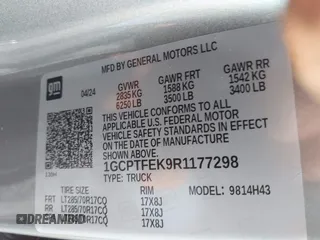 MFD BY GENERAL MOTORS LLC
gm
04/24 GVWR GAWR FRT GAWR RR
2835 KG 1588 KG 1542 KG
6250 LB 3500 LB 3400 LB
THIS VEHICLE CONFORMS TO ALL
APPLICABLE U.S. FEDERAL MOTOR
VEHICLE SAFETY STANDARDS IN EFFECT
ON THE DATE OF MANUFACTURE
SHOWN ABOVE.
1GCPTFEK9R1177298
TYPE: TRUCK MODEL: 9814H43
TIRE SIZE RIM
FRT LT285/70R17CQ 17X8J
RR LT285/70R17CQ 17X8J
LT285/70R17CQ 17X8J
DREAMBID